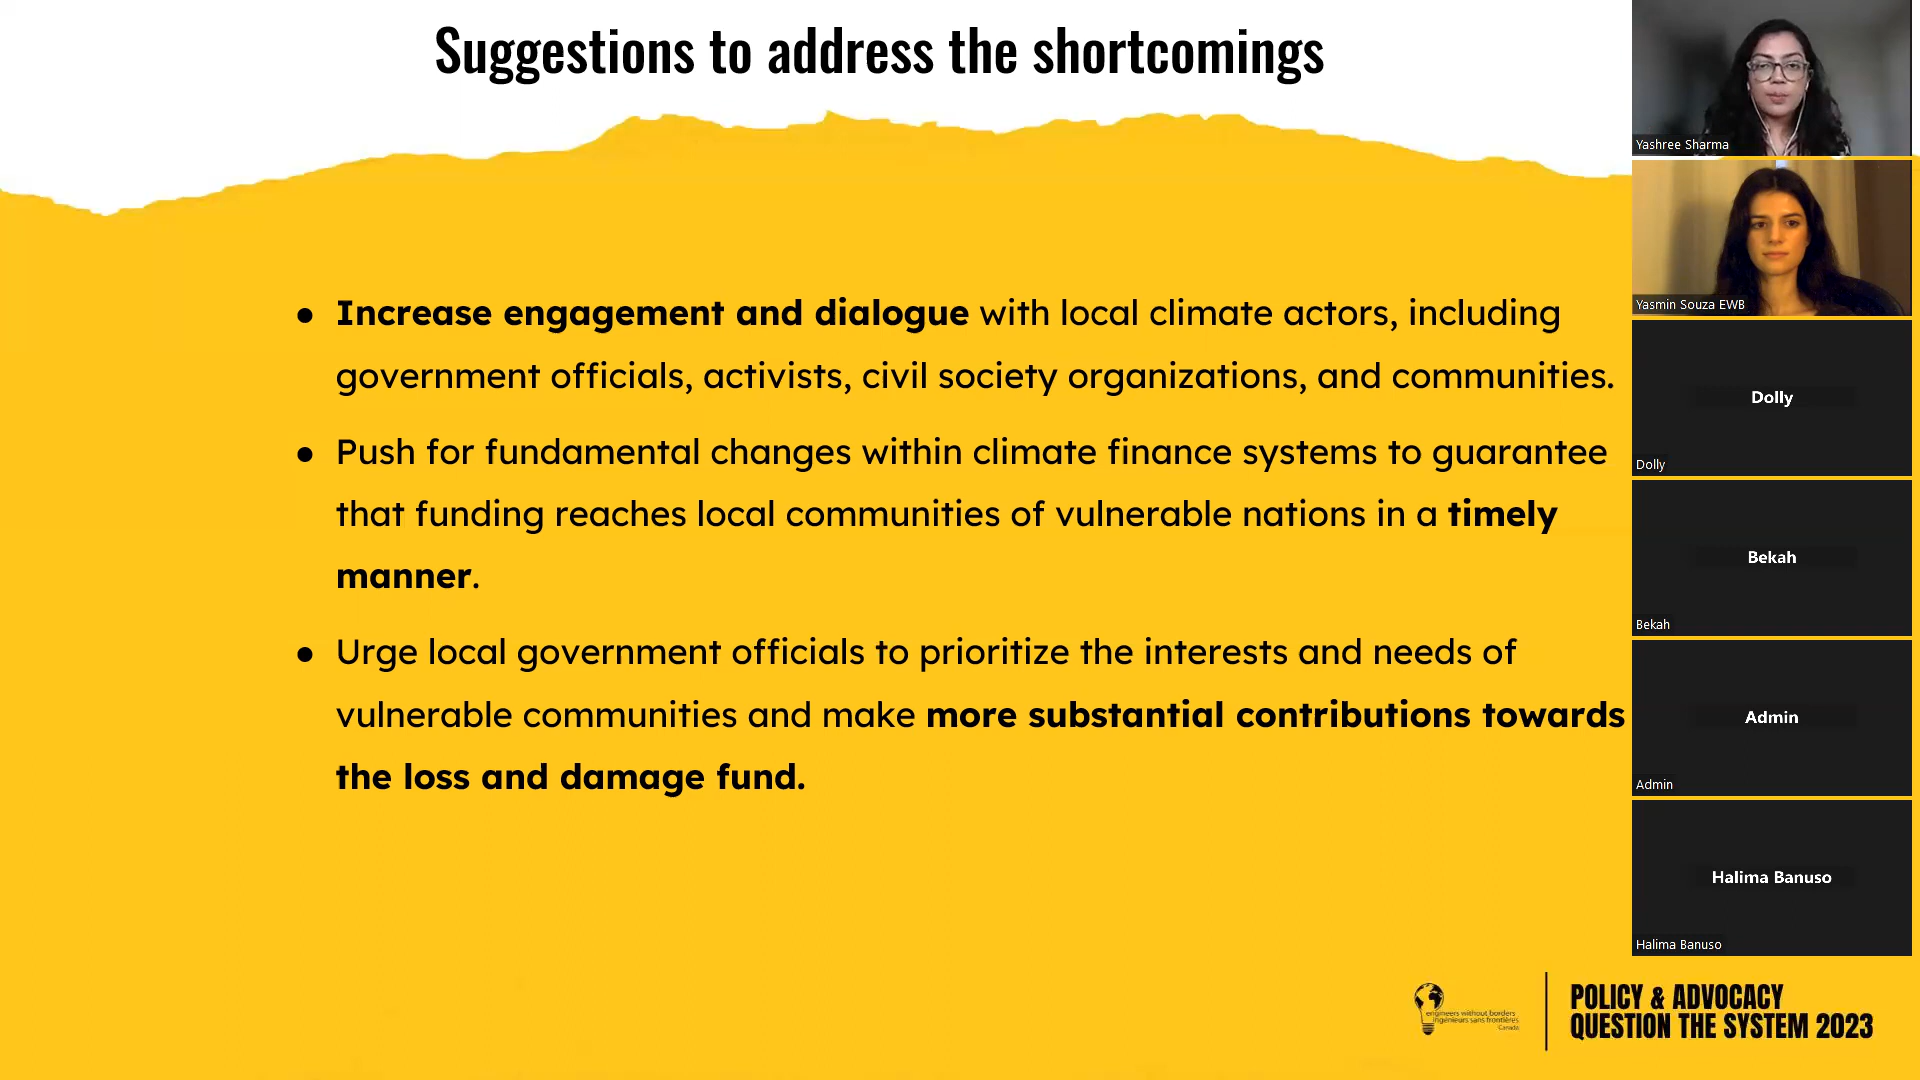 Suggestions to address the shortcomings
● Increase engagement and dialogue with local climate actors, including
government officials, activists, civil society organizations, and communities.
● Push for fundamental changes within climate finance systems to guarantee
that funding reaches local communities of vulnerable nations in a timely
manner.
● Urge local government officials to prioritize the interests and needs of
vulnerable communities and make more substantial contributions towards
the loss and damage fund.
Yashree Sharma
Yasmin Souza EWB
Dolly
Dolly
Bekah
Bekah
Admin
Admin
Halima Banuso
Halima Banuso
engineers without borders
ingénieurs sans frontières
Canada
POLICY & ADVOCACY
QUESTION THE SYSTEM 2023